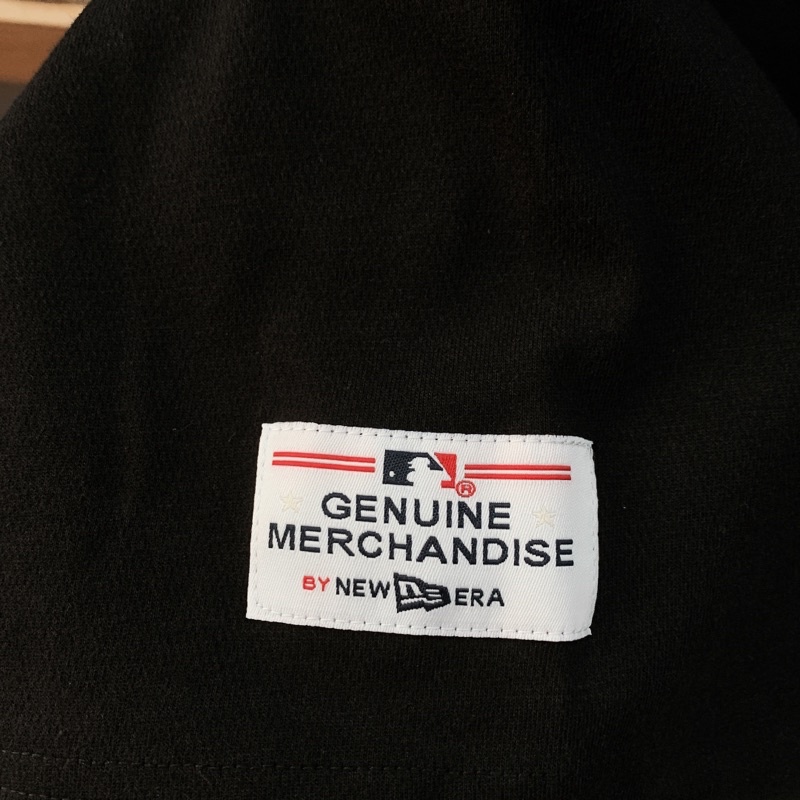 ®
GENUINE
MERCHANDISE
BY NEW ERA